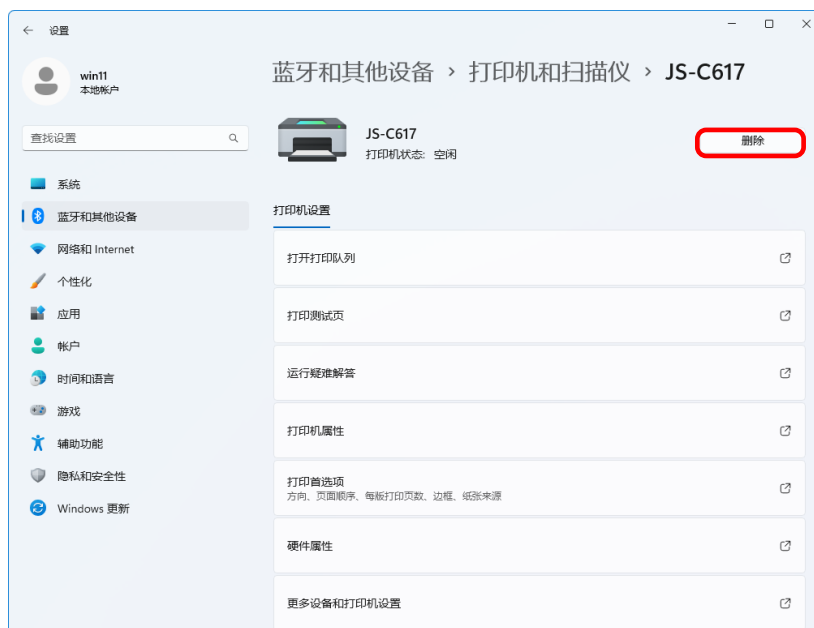 设置
win11
本地帐户
查找设置
系统
蓝牙和其他设备
网络和 Internet
个性化
应用
帐户
时间和语言
游戏
辅助功能
隐私和安全性
Windows 更新
蓝牙和其他设备 › 打印机和扫描仪 › JS-C617
JS-C617
打印机状态: 空闲
删除
打印机设置
打开打印队列
打印测试页
运行疑难解答
打印机属性
打印首选项
方向、页面顺序、每版打印页数、边框、纸张来源
硬件属性
更多设备和打印机设置